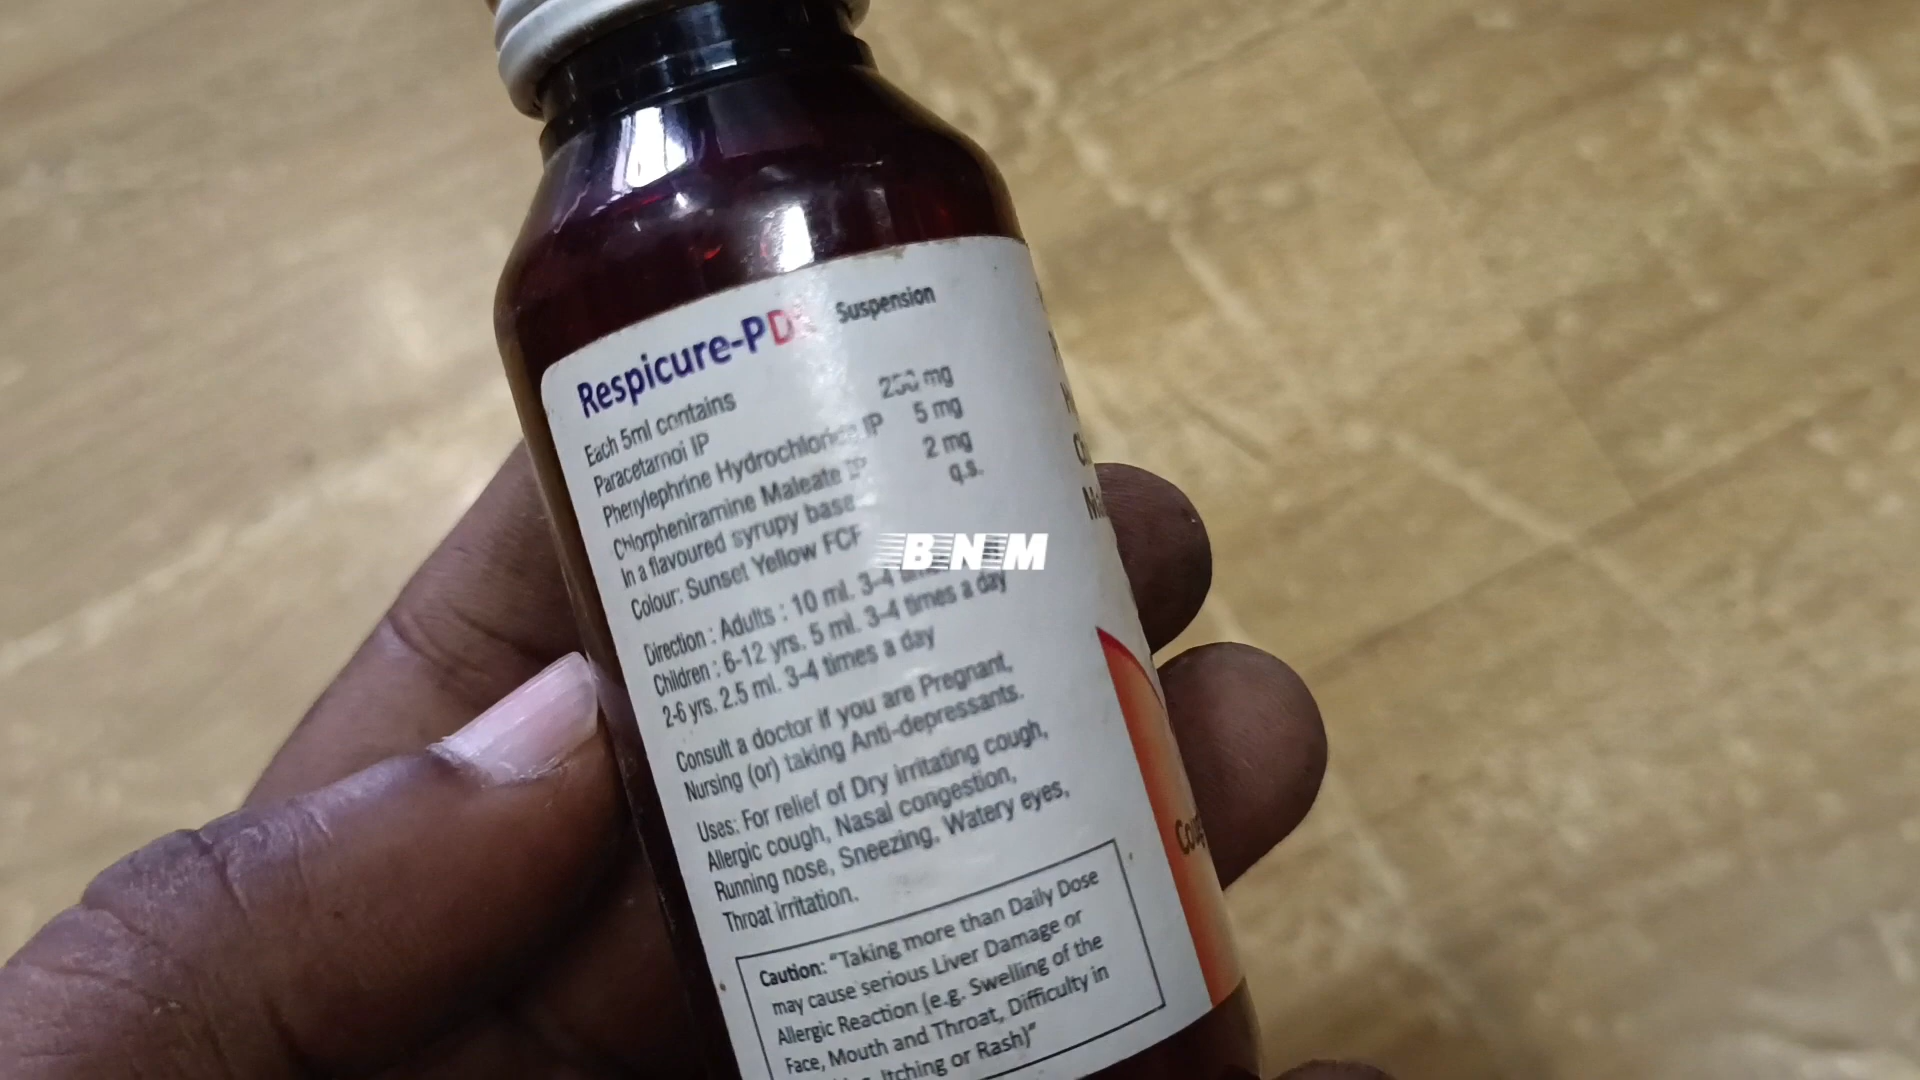 Respicure-PD Suspension
Each 5ml contains
Paracetamol IP 250 mg
Phenylephrine Hydrochloride IP 5 mg
Chlorpheniramine Maleate IP 2 mg
In a flavoured syrupy base q.s.
Colour: Sunset Yellow FCF
BNM
Direction : Adults : 10 ml. 3-4
Children : 6-12 yrs. 5 ml. 3-4 times a day
2-6 yrs. 2.5 ml. 3-4 times a day
Consult a doctor if you are Pregnant,
Nursing (or) taking Anti-depressants.
Uses: For relief of Dry irritating cough,
Allergic cough, Nasal congestion,
Running nose, Sneezing, Watery eyes,
Throat irritation.
Caution: "Taking more than Daily Dose
may cause serious Liver Damage or
Allergic Reaction (e.g. Swelling of the
Face, Mouth and Throat, Difficulty in
Itching or Rash)"